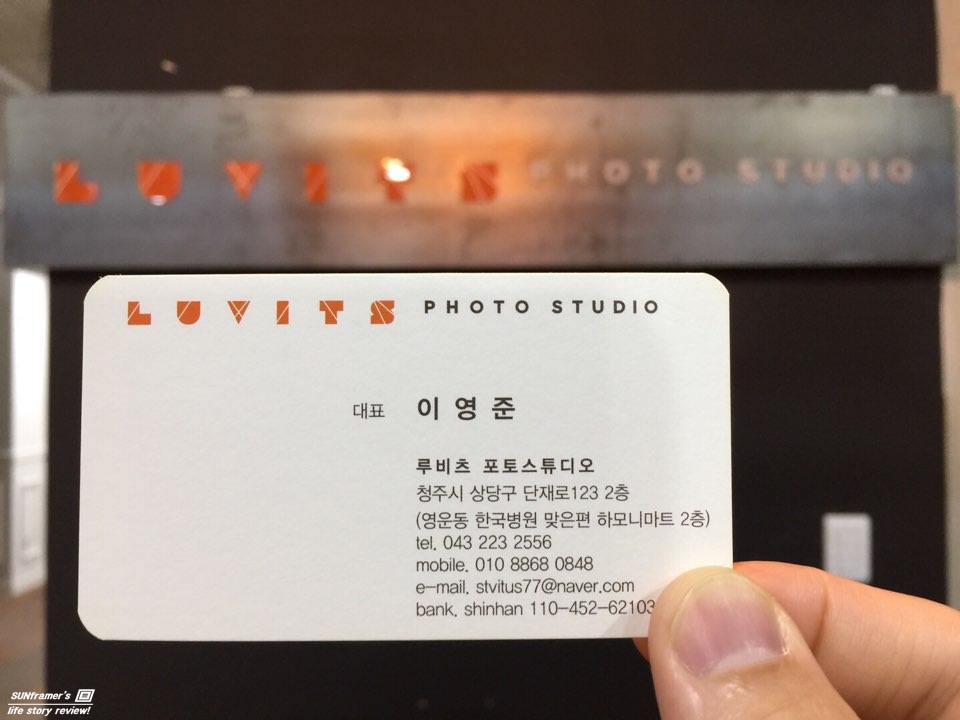 LUVITS PHOTO STUDIO
LUVITS PHOTO STUDIO
대표 이영준
루비츠 포토스튜디오
청주시 상당구 단재로123 2층
(영운동 한국병원 맞은편 하모니마트 2층)
tel. 043 223 2556
mobile. 010 8868 0848
e-mail. stvitus77@naver.com
bank. shinhan 110-452-62103
SUNframer's
life story review!